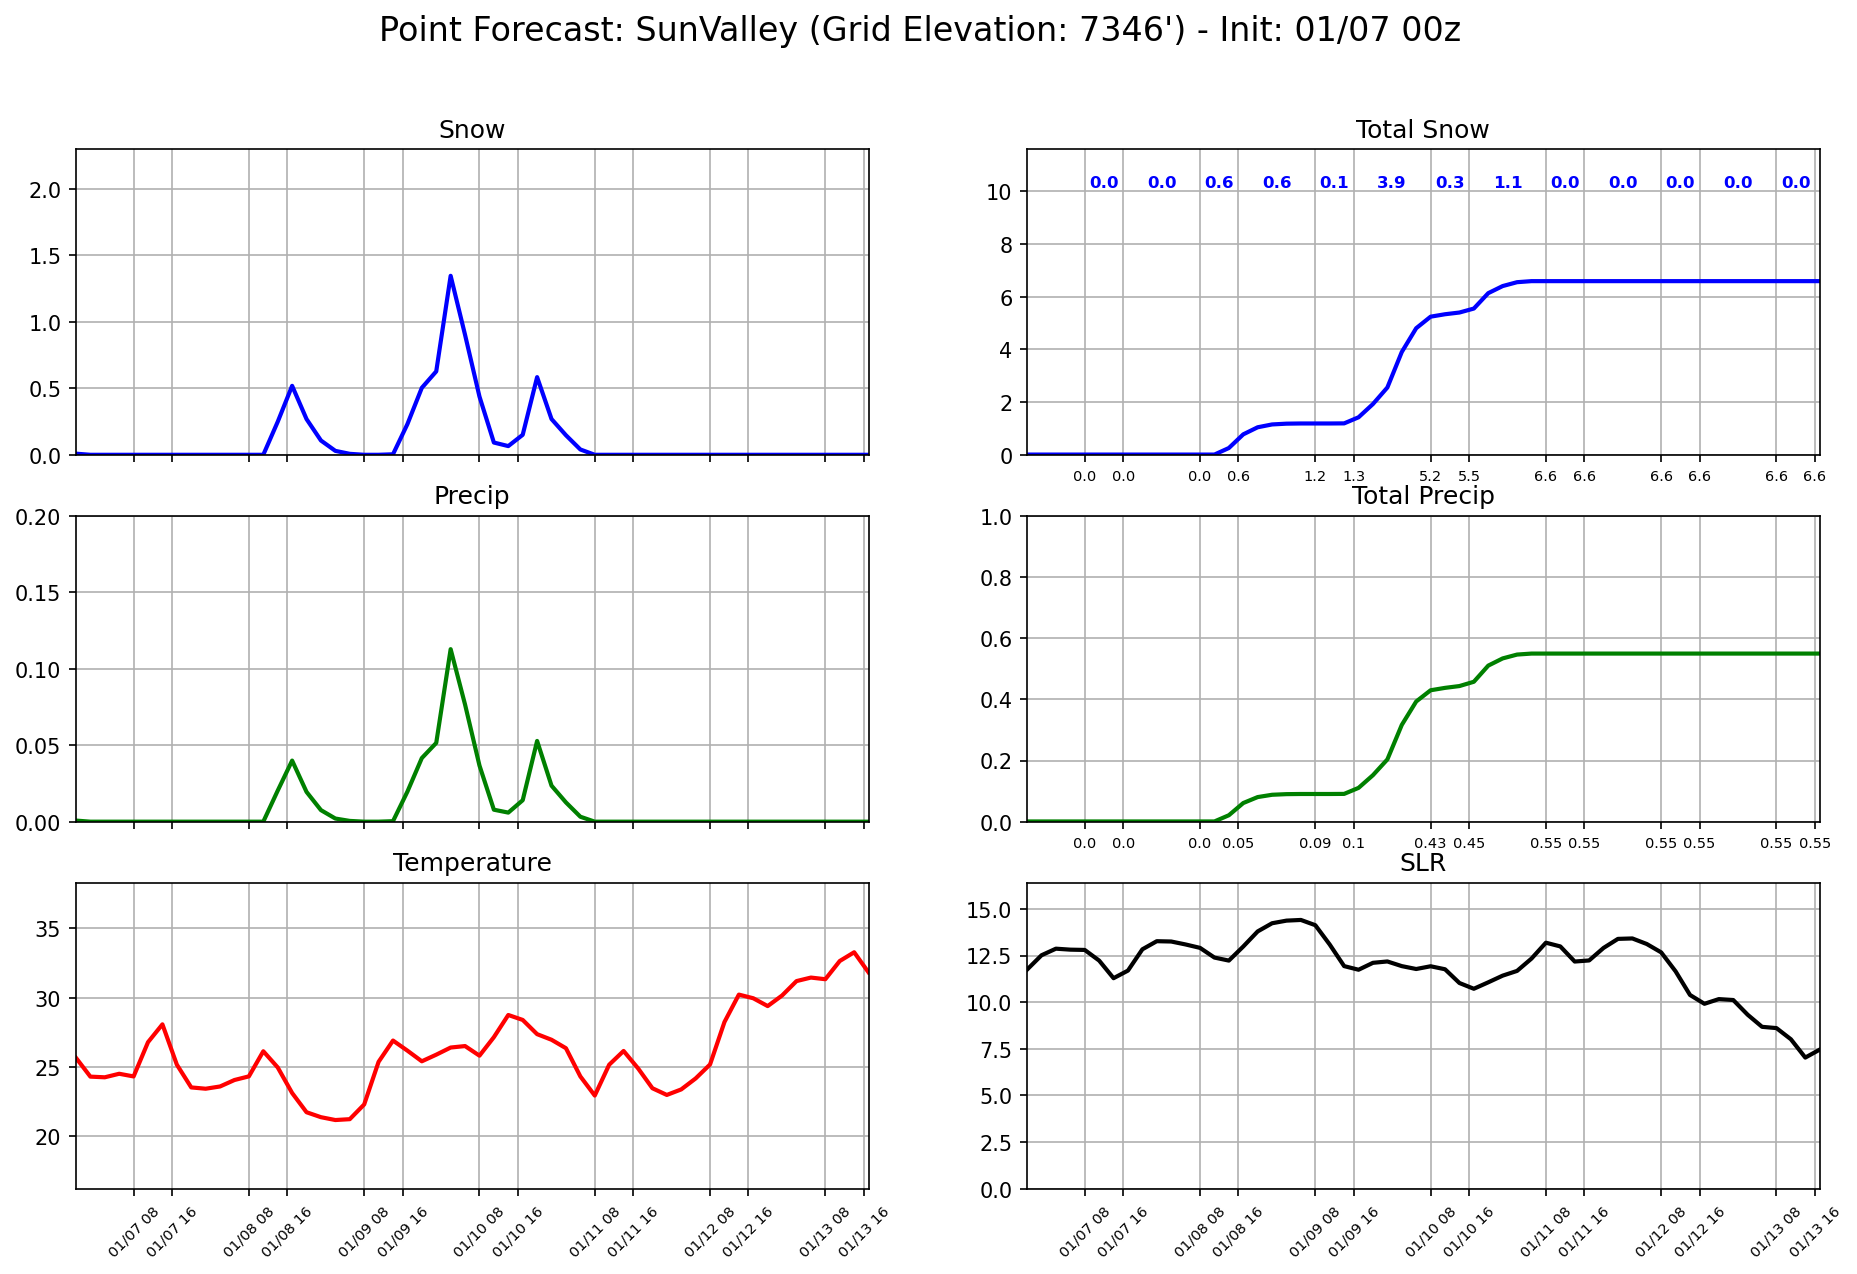 Point Forecast: SunValley (Grid Elevation: 7346') - Init: 01/07 00z
Snow
2.0
1.5
1.0
0.5
0.0
Total Snow
0.0 0.0 0.6 0.6 0.1 3.9 0.3 1.1 0.0 0.0 0.0 0.0 0.0
10
8
6
4
2
0
0.0 0.0 0.0 0.6 1.2 1.3 5.2 5.5 6.6 6.6 6.6 6.6 6.6 6.6
Precip
0.20
0.15
0.10
0.05
0.00
Total Precip
1.0
0.8
0.6
0.4
0.2
0.0
0.0 0.0 0.0 0.05 0.09 0.1 0.43 0.45 0.55 0.55 0.55 0.55 0.55 0.55
Temperature
35
30
25
20
01/07 08 01/07 16 01/08 08 01/08 16 01/09 08 01/09 16 01/10 08 01/10 16 01/11 08 01/11 16 01/12 08 01/12 16 01/13 08 01/13 16
SLR
15.0
12.5
10.0
7.5
5.0
2.5
0.0
01/07 08 01/07 16 01/08 08 01/08 16 01/09 08 01/09 16 01/10 08 01/10 16 01/11 08 01/11 16 01/12 08 01/12 16 01/13 08 01/13 16